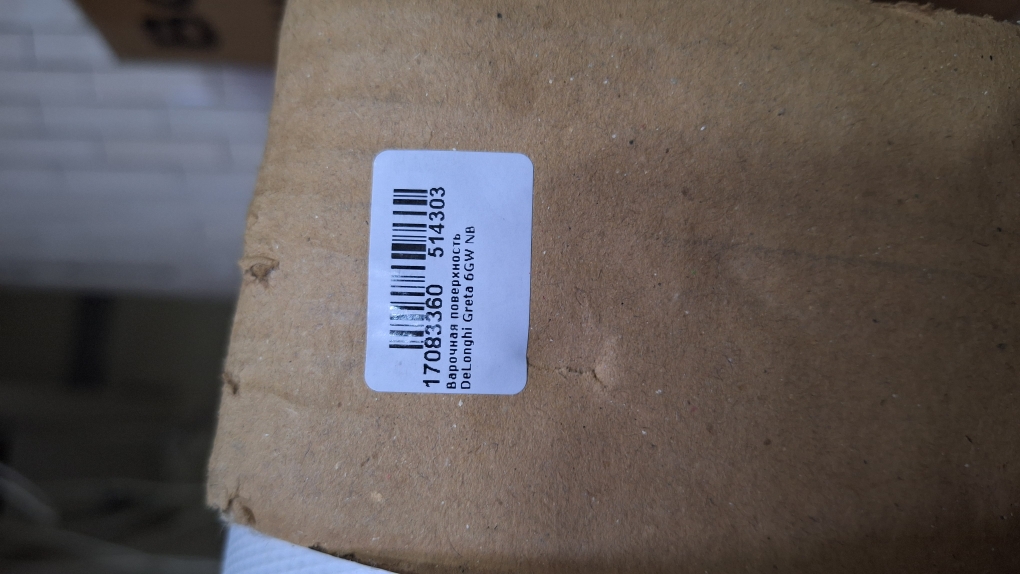 17083360 514303
Варочная поверхность
DeLonghi Greta 6GW NB